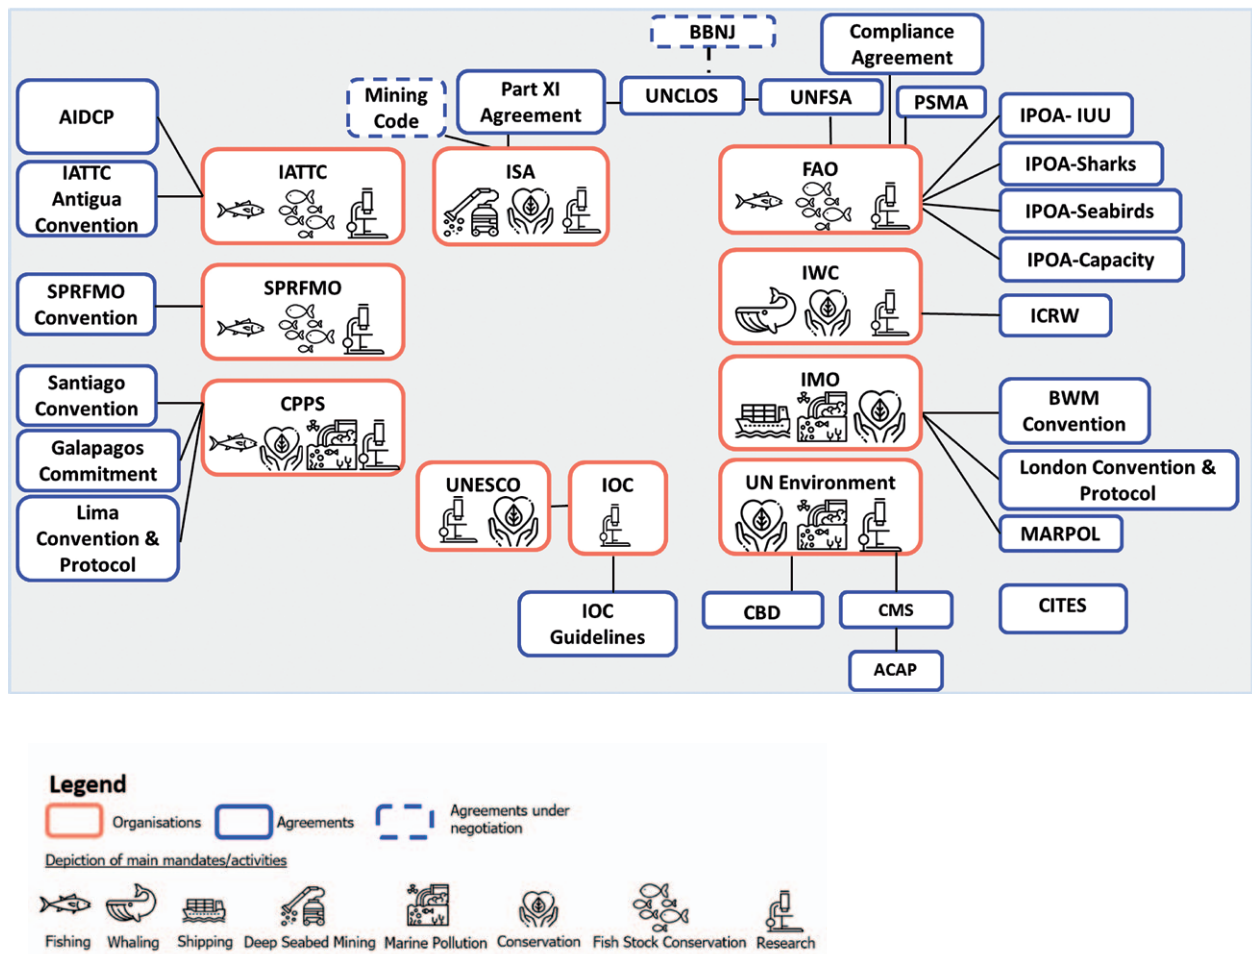 BBNJ
Compliance
Agreement
Mining
Code
Part XI
Agreement
UNCLOS
UNFSA
PSMA
AIDCP
IPOA- IUU
IATTC
Antigua
Convention
IATTC
ISA
FAO
IPOA-Sharks
IPOA-Seabirds
IPOA-Capacity
SPRFMO
Convention
SPRFMO
IWC
ICRW
Santiago
Convention
Galapagos
Commitment
Lima
Convention &
Protocol
CPPS
IMO
BWM
Convention
London Convention &
Protocol
MARPOL
UNESCO
IOC
UN Environment
IOC
Guidelines
CBD
CMS
ACAP
CITES
Legend
Organisations
Agreements
Agreements under
negotiation
Depiction of main mandates/activities
Fishing
Whaling
Shipping
Deep Seabed Mining
Marine Pollution
Conservation
Fish Stock Conservation
Research